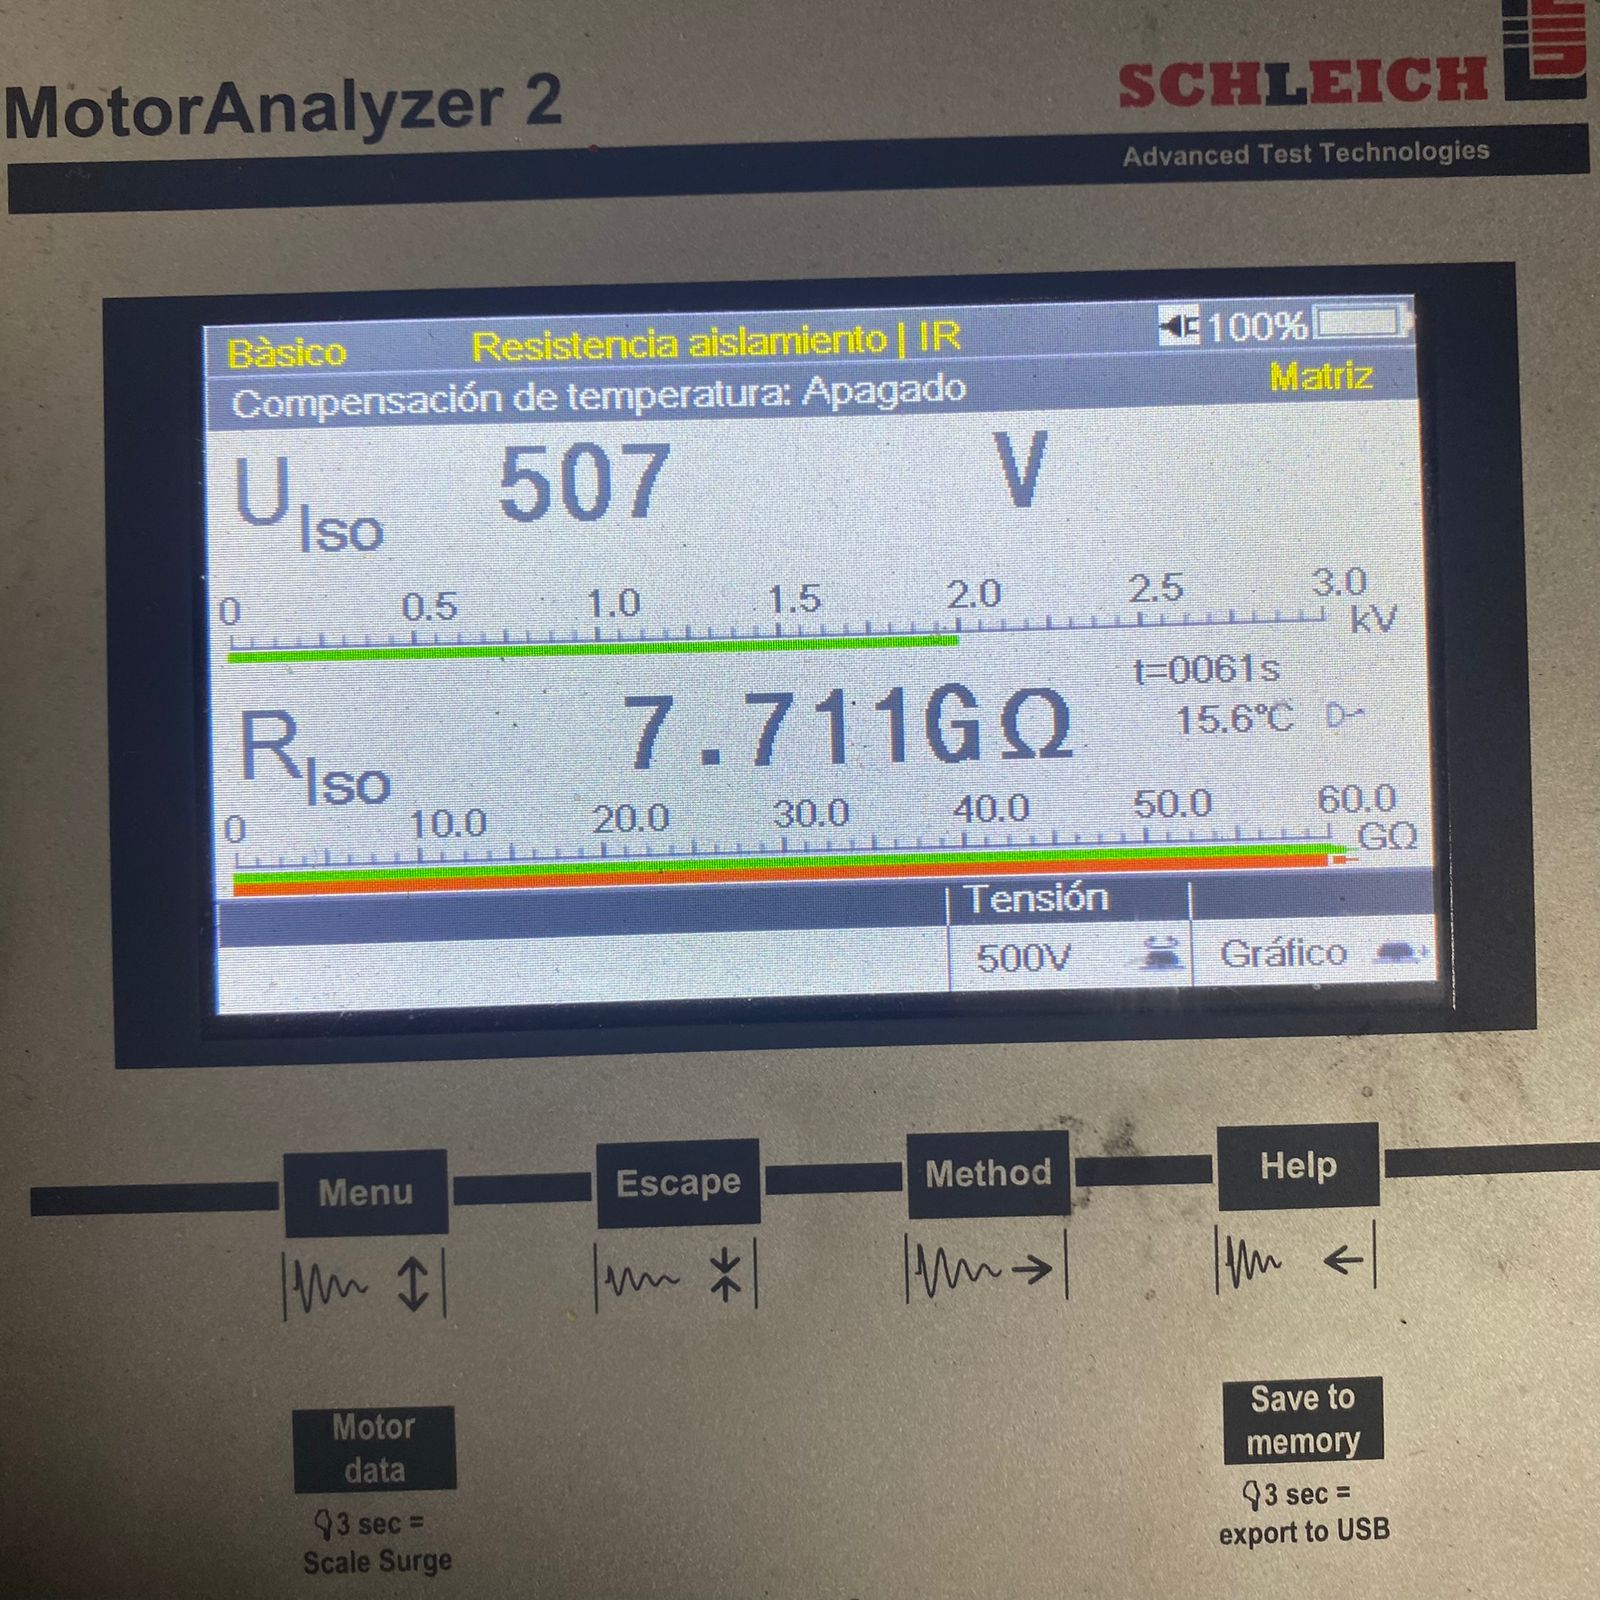 MotorAnalyzer 2
SCHLEICH
Advanced Test Technologies
Bàsico Resistencia aislamiento | IR 100%
Compensación de temperatura: Apagado Matriz
U Iso 507 V
0 0.5 1.0 1.5 2.0 2.5 3.0
kV
t=0061s
R Iso 7.711GΩ 15.6°C
0 10.0 20.0 30.0 40.0 50.0 60.0
GΩ
Tensión
500V Gráfico
Menu Escape Method Help
Motor
data
3 sec =
Scale Surge
Save to
memory
3 sec =
export to USB